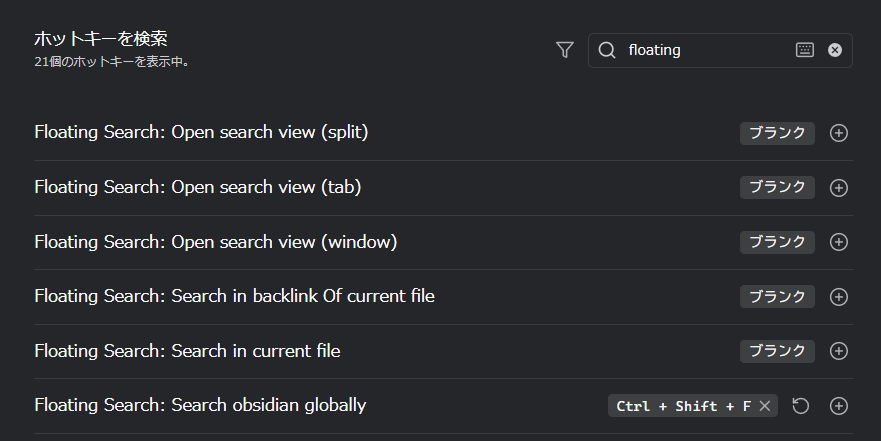 ホットキーを検索
21個のホットキーを表示中。
floating
Floating Search: Open search view (split)
ブランク
Floating Search: Open search view (tab)
ブランク
Floating Search: Open search view (window)
ブランク
Floating Search: Search in backlink Of current file
ブランク
Floating Search: Search in current file
ブランク
Floating Search: Search obsidian globally
Ctrl + Shift + F